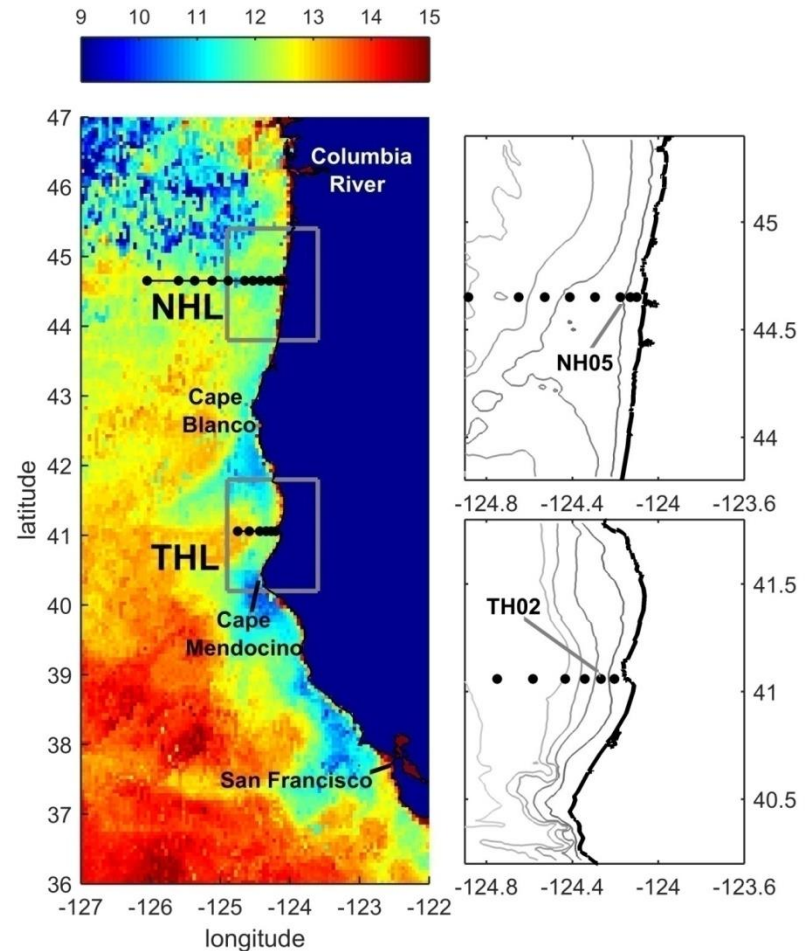 9 10 11 12 13 14 15
47
46
45
44
43
42
41
40
39
38
37
36
latitude
-127 -126 -125 -124 -123 -122
longitude
Columbia
River
NHL
Cape
Blanco
THL
Cape
Mendocino
San Francisco
45
44.5
44
NH05
-124.8 -124.4 -124 -123.6
TH02
41.5
41
40.5
-124.8 -124.4 -124 -123.6